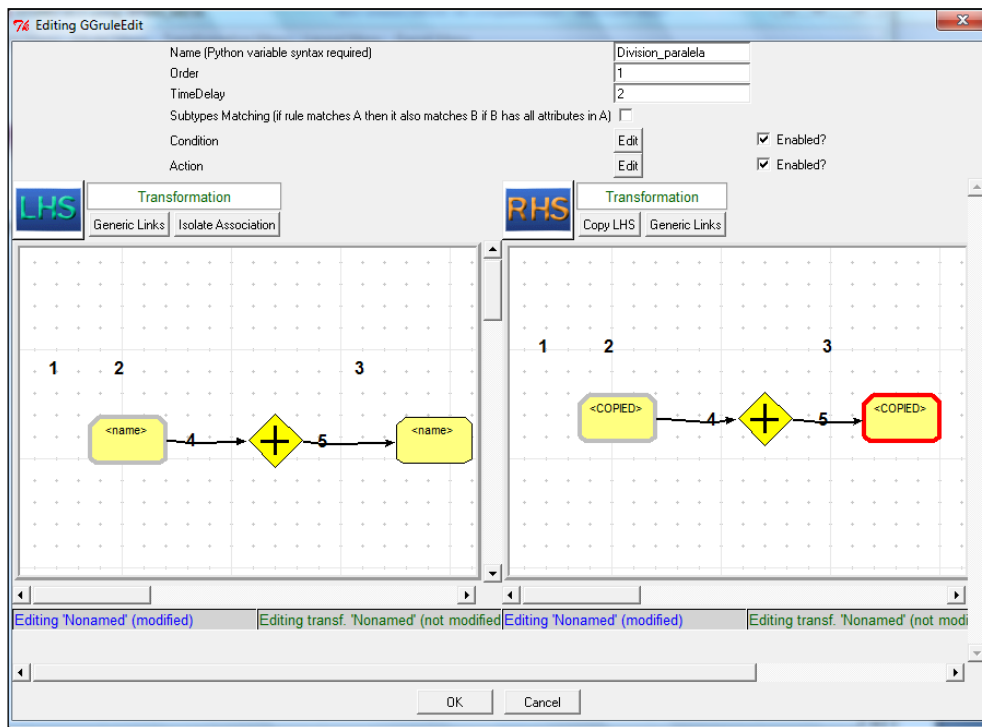 Editing GGruleEdit
Name (Python variable syntax required) Division_paralela
Order 1
TimeDelay 2
Subtypes Matching (if rule matches A then it also matches B if B has all attributes in A)
Condition Edit Enabled?
Action Edit Enabled?
LHS Transformation
Generic Links Isolate Association
RHS Transformation
Copy LHS Generic Links
1 2 3
<name> 4 5 <name>
1 2 3
<COPIED> 4 5 <COPIED>
Editing 'Nonamed' (modified) Editing transf. 'Nonamed' (not modified
Editing 'Nonamed' (modified) Editing transf. 'Nonamed' (not modi
OK Cancel